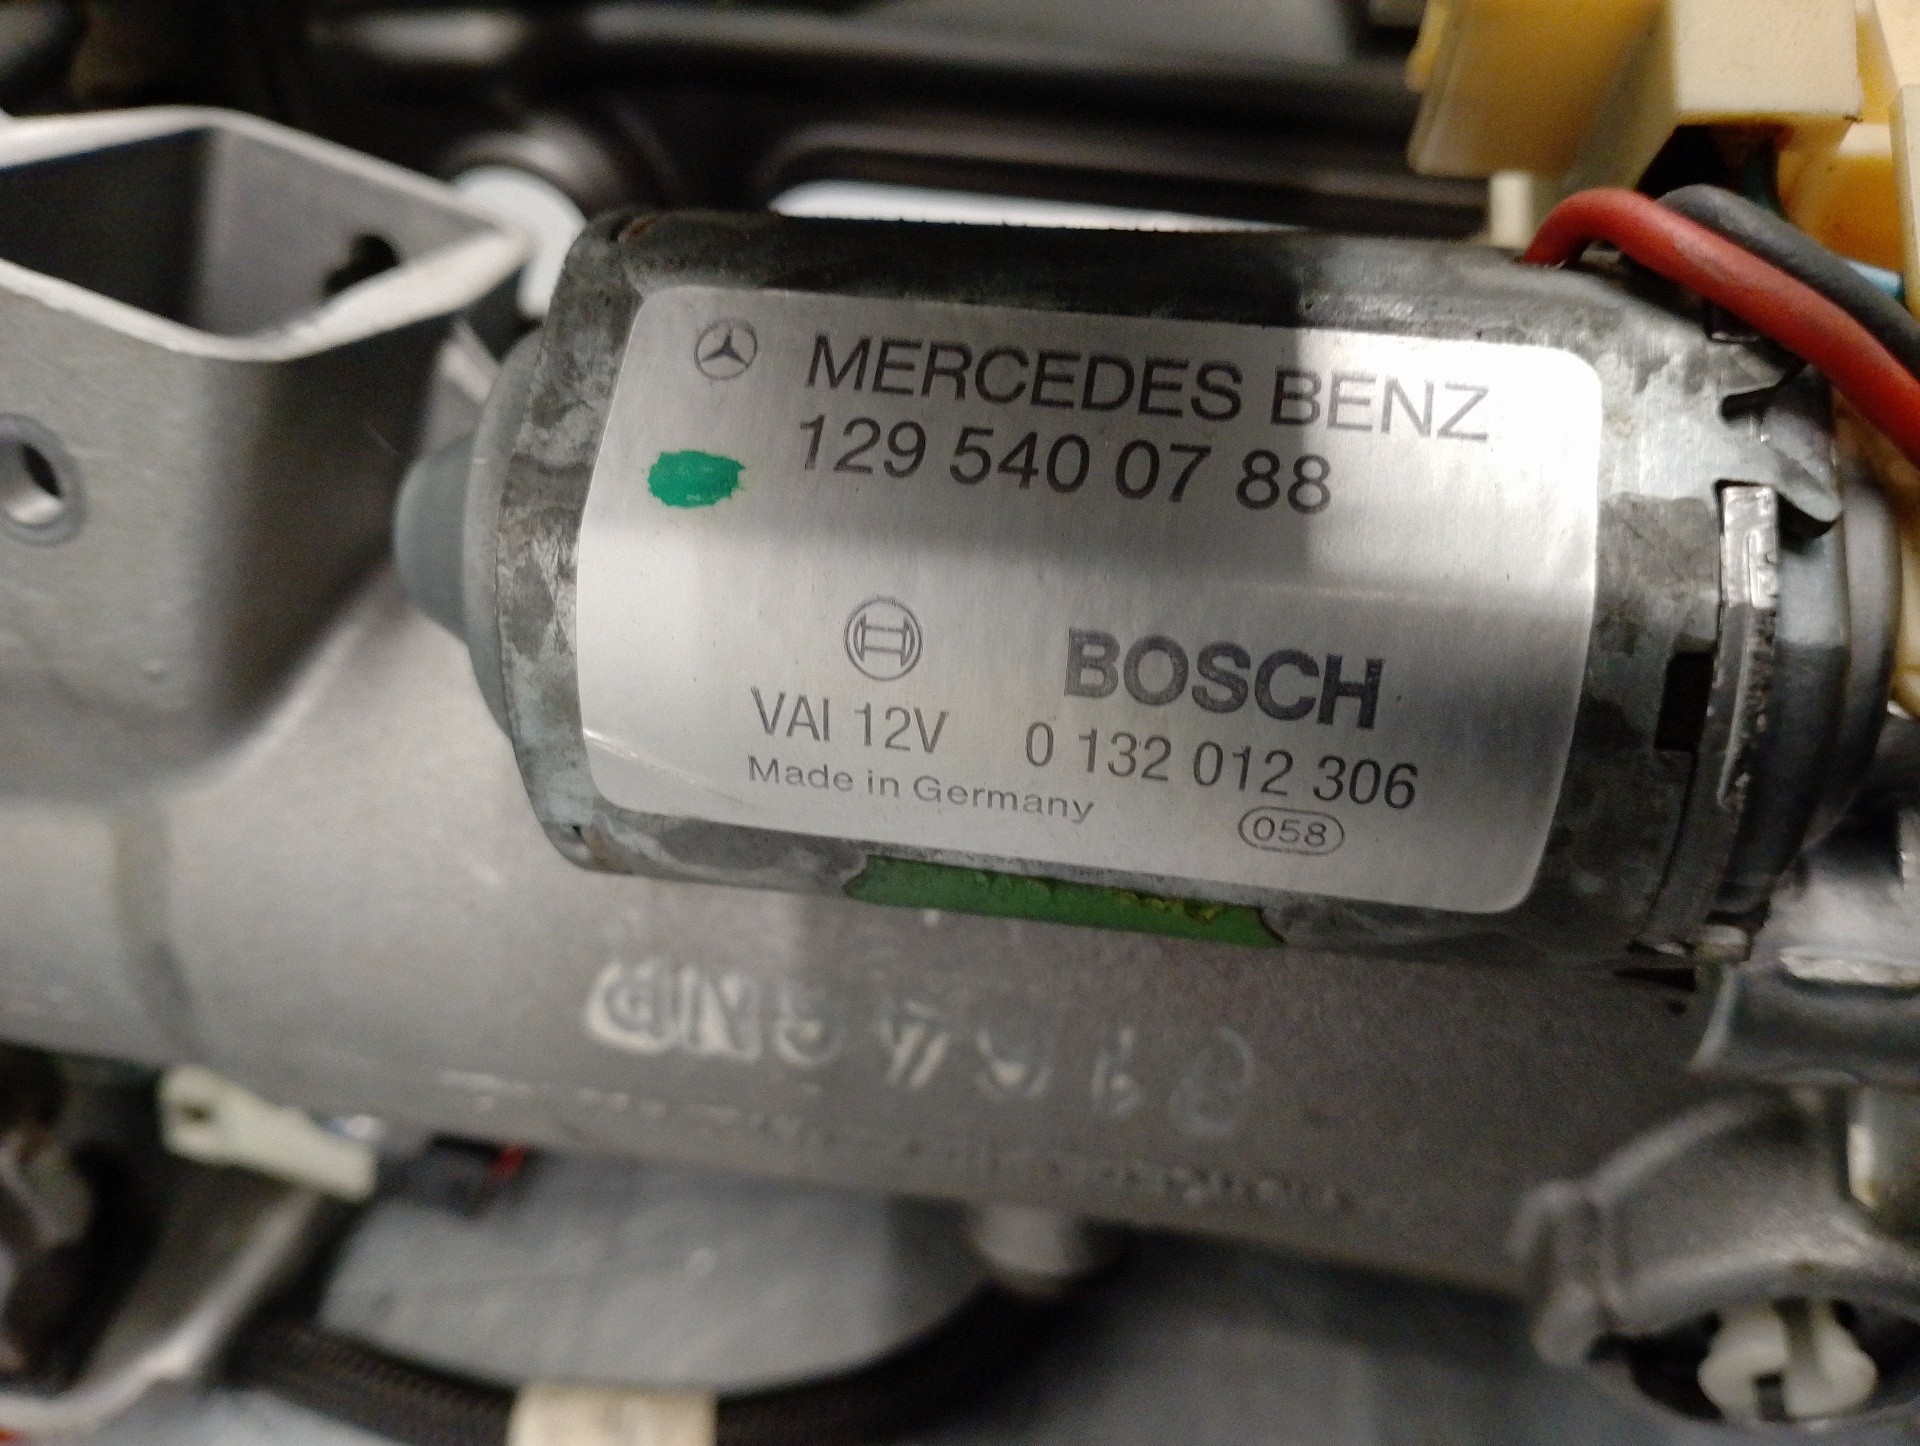 MERCEDES BENZ
129 540 07 88
BOSCH
VAI 12V 0 132 012 306
Made in Germany
058